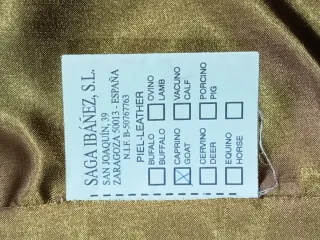 SAGA IBÁÑEZ, S.L.
SAN JOAQUÍN, 39
ZARAGOZA 50013 - ESPAÑA
N.I.F. B-50767763
PIEL-LEATHER
BUFALO
BUFFALO
OVINO
LAMB
CAPRINO
GOAT
VACUNO
CALF
CERVINO
DEER
PORCINO
PIG
EQUINO
HORSE